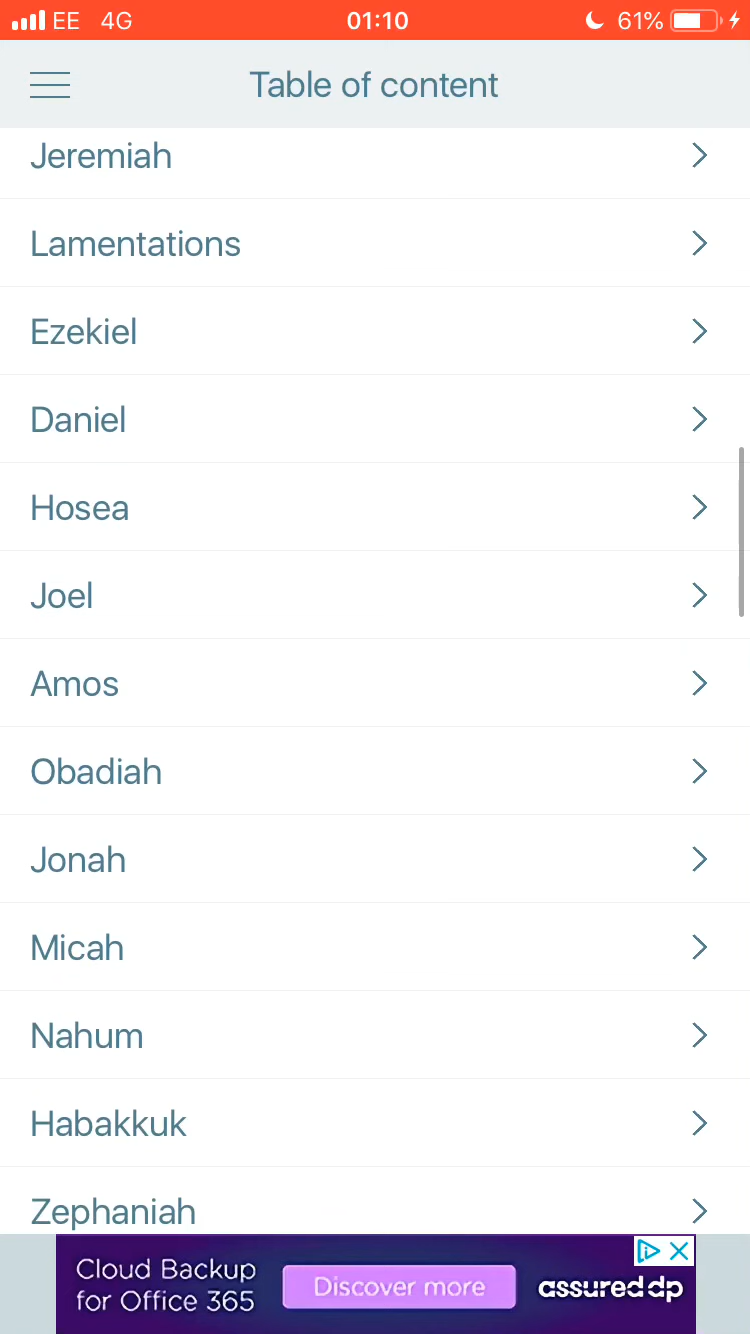 EE 4G 01:10 61%
Table of content
Jeremiah
Lamentations
Ezekiel
Daniel
Hosea
Joel
Amos
Obadiah
Jonah
Micah
Nahum
Habakkuk
Zephaniah
Cloud Backup
for Office 365
Discover more
assured dp